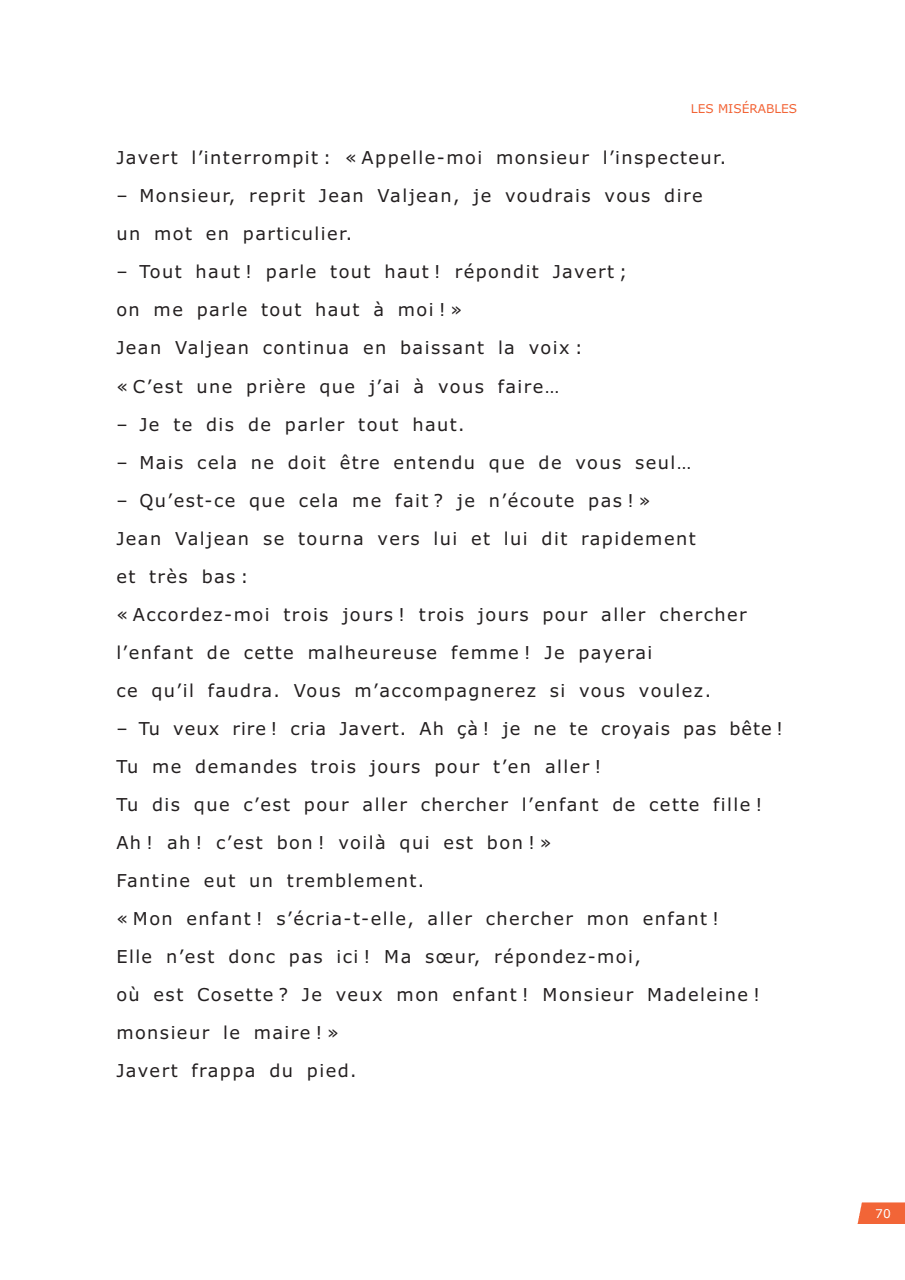 LES MISÉRABLES
Javert l’interrompit : « Appelle-moi monsieur l’inspecteur.
– Monsieur, reprit Jean Valjean, je voudrais vous dire
un mot en particulier.
– Tout haut ! parle tout haut ! répondit Javert ;
on me parle tout haut à moi ! »
Jean Valjean continua en baissant la voix :
« C’est une prière que j’ai à vous faire…
– Je te dis de parler tout haut.
– Mais cela ne doit être entendu que de vous seul…
– Qu’est-ce que cela me fait ? je n’écoute pas ! »
Jean Valjean se tourna vers lui et lui dit rapidement
et très bas :
« Accordez-moi trois jours ! trois jours pour aller chercher
l’enfant de cette malheureuse femme ! Je payerai
ce qu’il faudra. Vous m’accompagnerez si vous voulez.
– Tu veux rire ! cria Javert. Ah çà ! je ne te croyais pas bête !
Tu me demandes trois jours pour t’en aller !
Tu dis que c’est pour aller chercher l’enfant de cette fille !
Ah ! ah ! c’est bon ! voilà qui est bon ! »
Fantine eut un tremblement.
« Mon enfant ! s’écria-t-elle, aller chercher mon enfant !
Elle n’est donc pas ici ! Ma sœur, répondez-moi,
où est Cosette ? Je veux mon enfant ! Monsieur Madeleine !
monsieur le maire ! »
Javert frappa du pied.
70